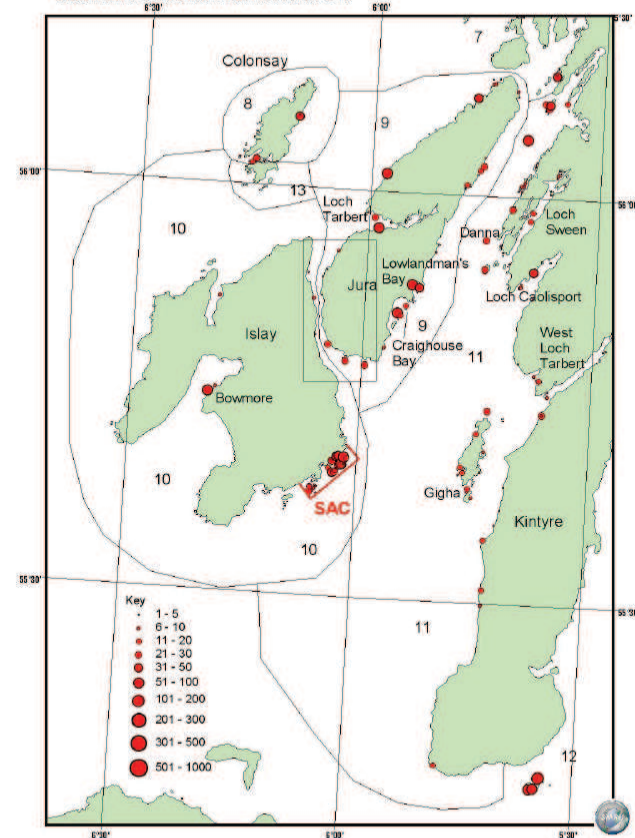 6°30'
6°00'
5°30'
7
Colonsay
8
9
56°00'
13
Loch
Tarbert
56°00'
10
Danna
Loch
Sween
Lowlandman's
Bay
Jura
Loch Caolisport
9
Islay
Craighouse
Bay
11
West
Loch
Tarbert
Bowmore
10
Gigha
SAC
Kintyre
10
55°30'
Key
1 - 5
6 - 10
11 - 20
21 - 30
31 - 50
51 - 100
101 - 200
201 - 300
301 - 500
501 - 1000
11
12
6°30'
6°00'
5°30'